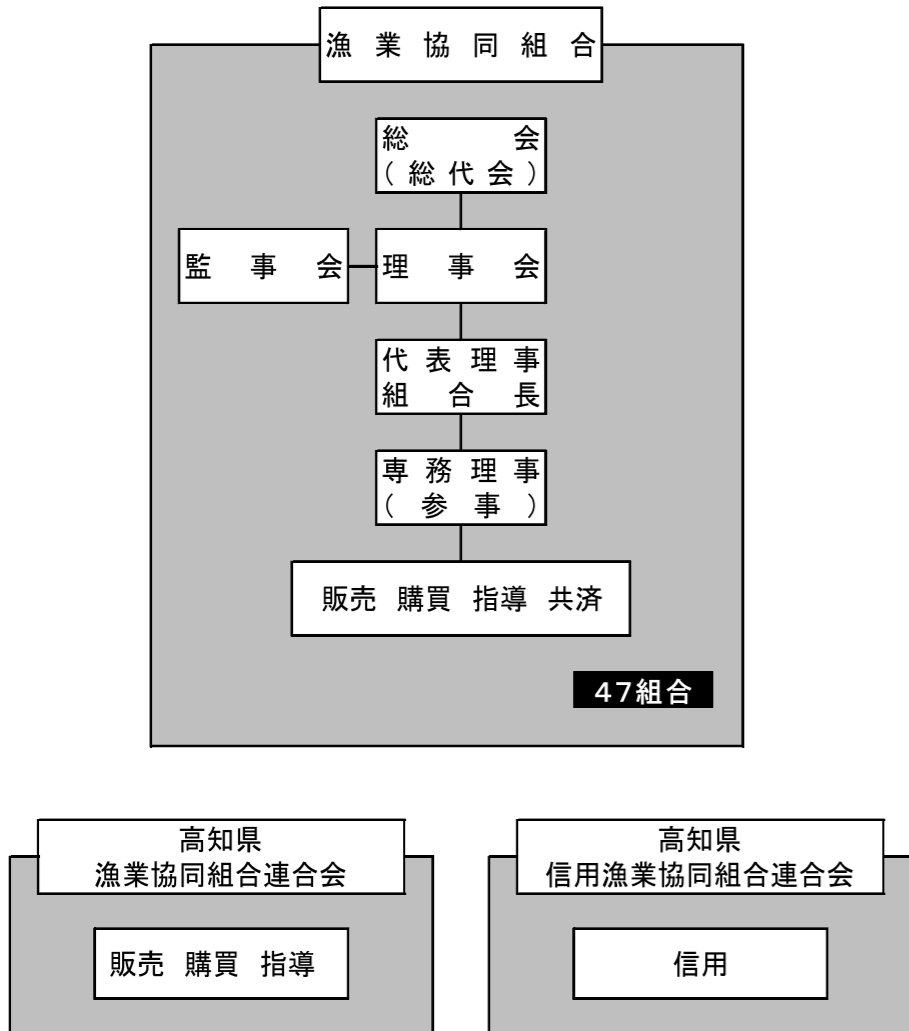 漁業協同組合
総会
(総代会)
監事会
理事会
代表理事
組合長
専務理事
(参事)
販売 購買 指導 共済
47組合
高知県
漁業協同組合連合会
販売 購買 指導
高知県
信用漁業協同組合連合会
信用